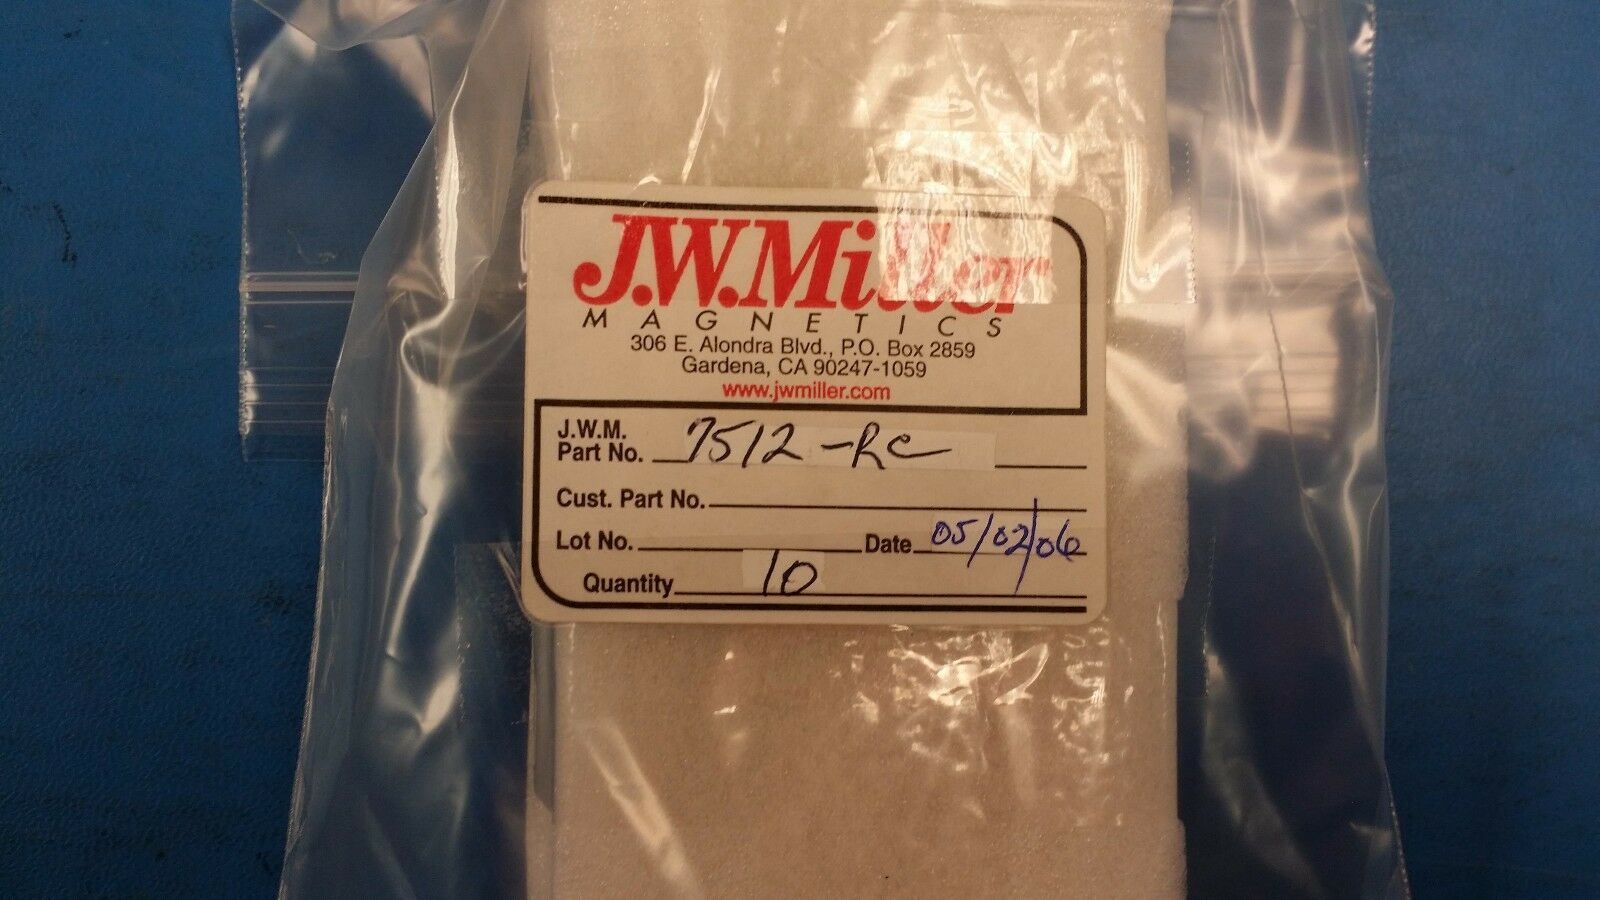 J.W.Miller
MAGNETICS
306 E. Alondra Blvd., P.O. Box 2859
Gardena, CA 90247-1059
www.jwmiller.com
J.W.M.
Part No. 7512-RC
Cust. Part No.
Lot No. Date 05/02/06
Quantity 10